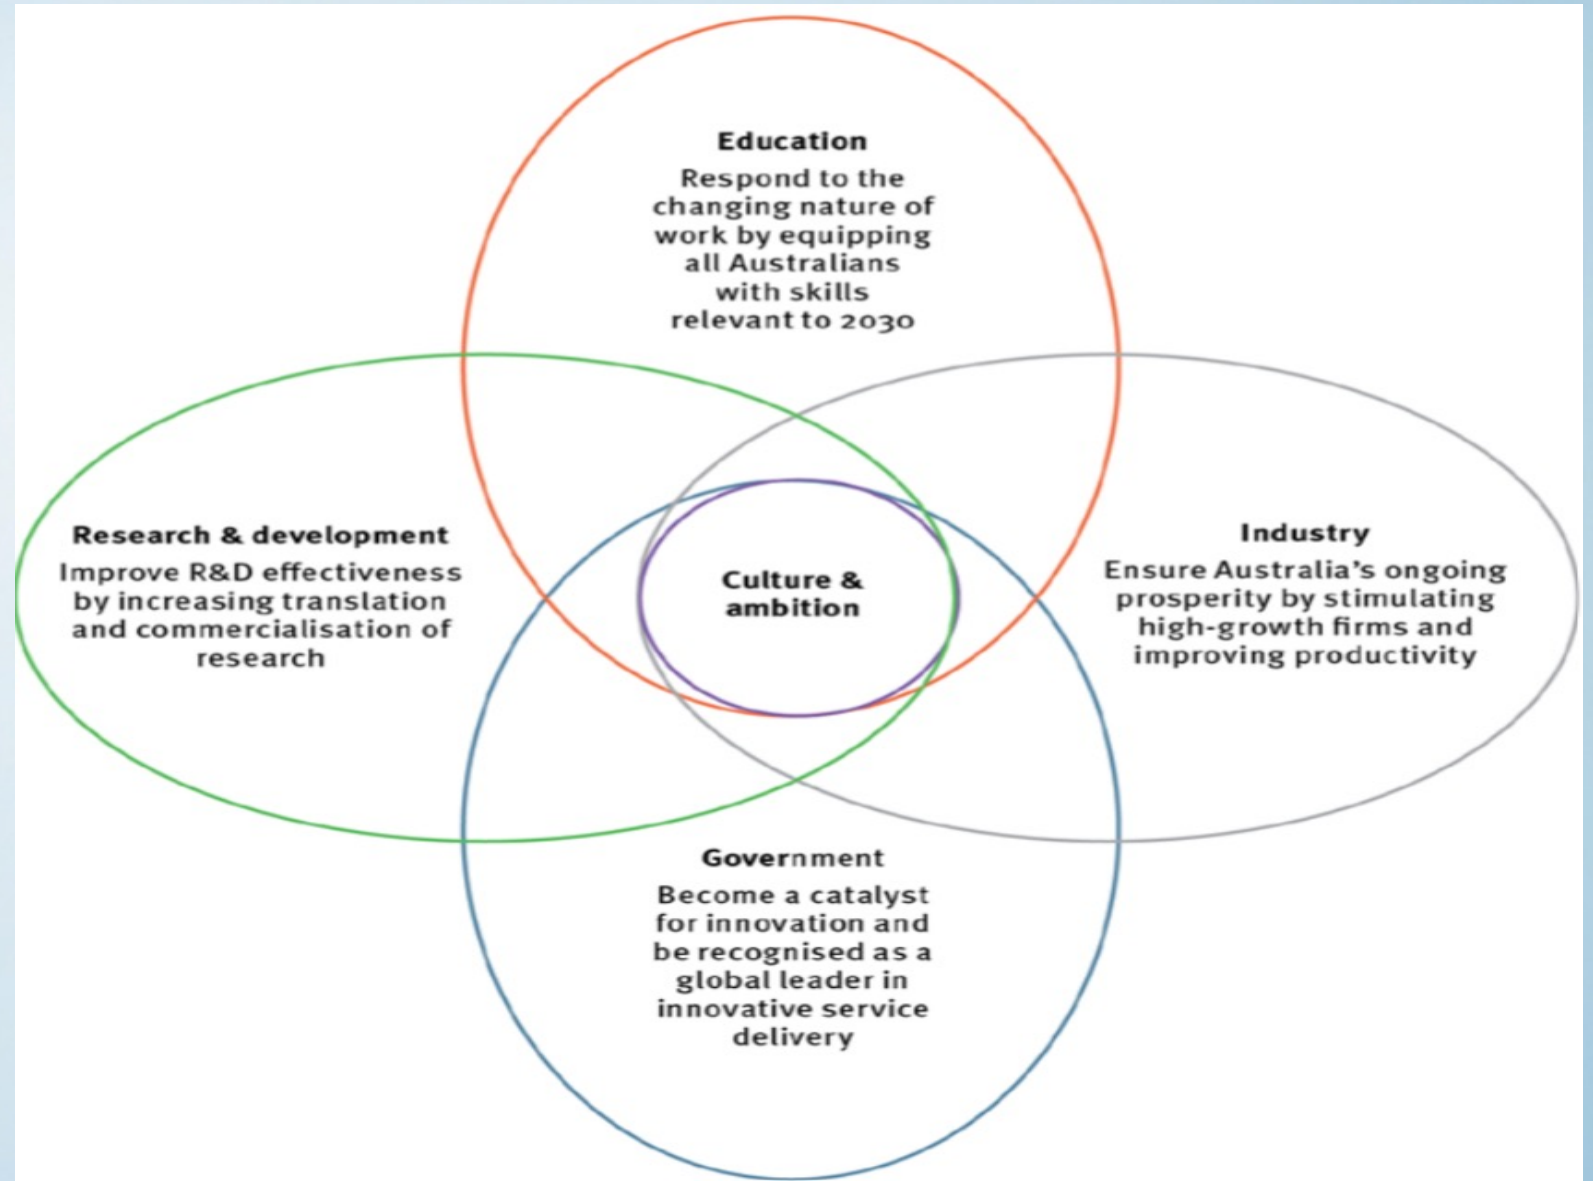 Education
Respond to the
changing nature of
work by equipping
all Australians
with skills
relevant to 2030
Research & development
Improve R&D effectiveness
by increasing translation
and commercialisation of
research
Culture &
ambition
Industry
Ensure Australia's ongoing
prosperity by stimulating
high-growth firms and
improving productivity
Government
Become a catalyst
for innovation and
be recognised as a
global leader in
innovative service
delivery